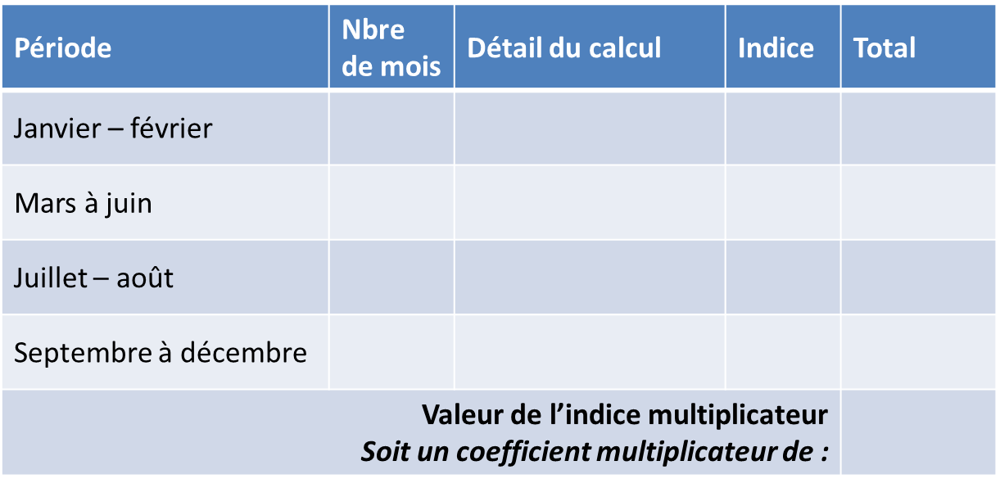 Période
Nbre
de mois
Détail du calcul
Indice
Total
Janvier – février
Mars à juin
Juillet – août
Septembre à décembre
Valeur de l’indice multiplicateur
Soit un coefficient multiplicateur de :